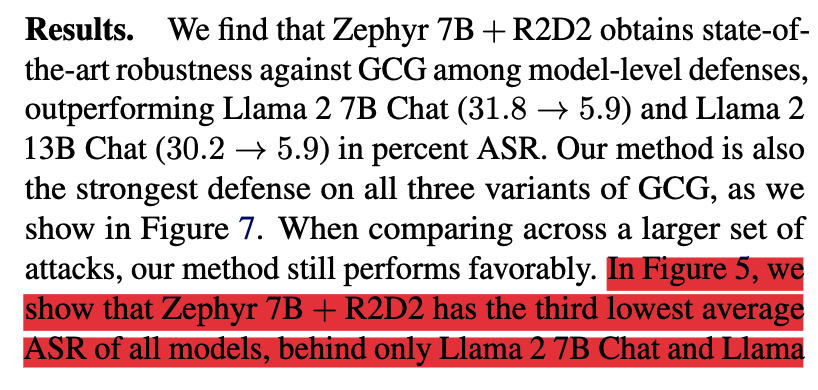 Results. We find that Zephyr 7B + R2D2 obtains state-of-
the-art robustness against GCG among model-level defenses,
outperforming Llama 2 7B Chat (31.8 → 5.9) and Llama 2
13B Chat (30.2 → 5.9) in percent ASR. Our method is also
the strongest defense on all three variants of GCG, as we
show in Figure 7. When comparing across a larger set of
attacks, our method still performs favorably. In Figure 5, we
show that Zephyr 7B + R2D2 has the third lowest average
ASR of all models, behind only Llama 2 7B Chat and Llama